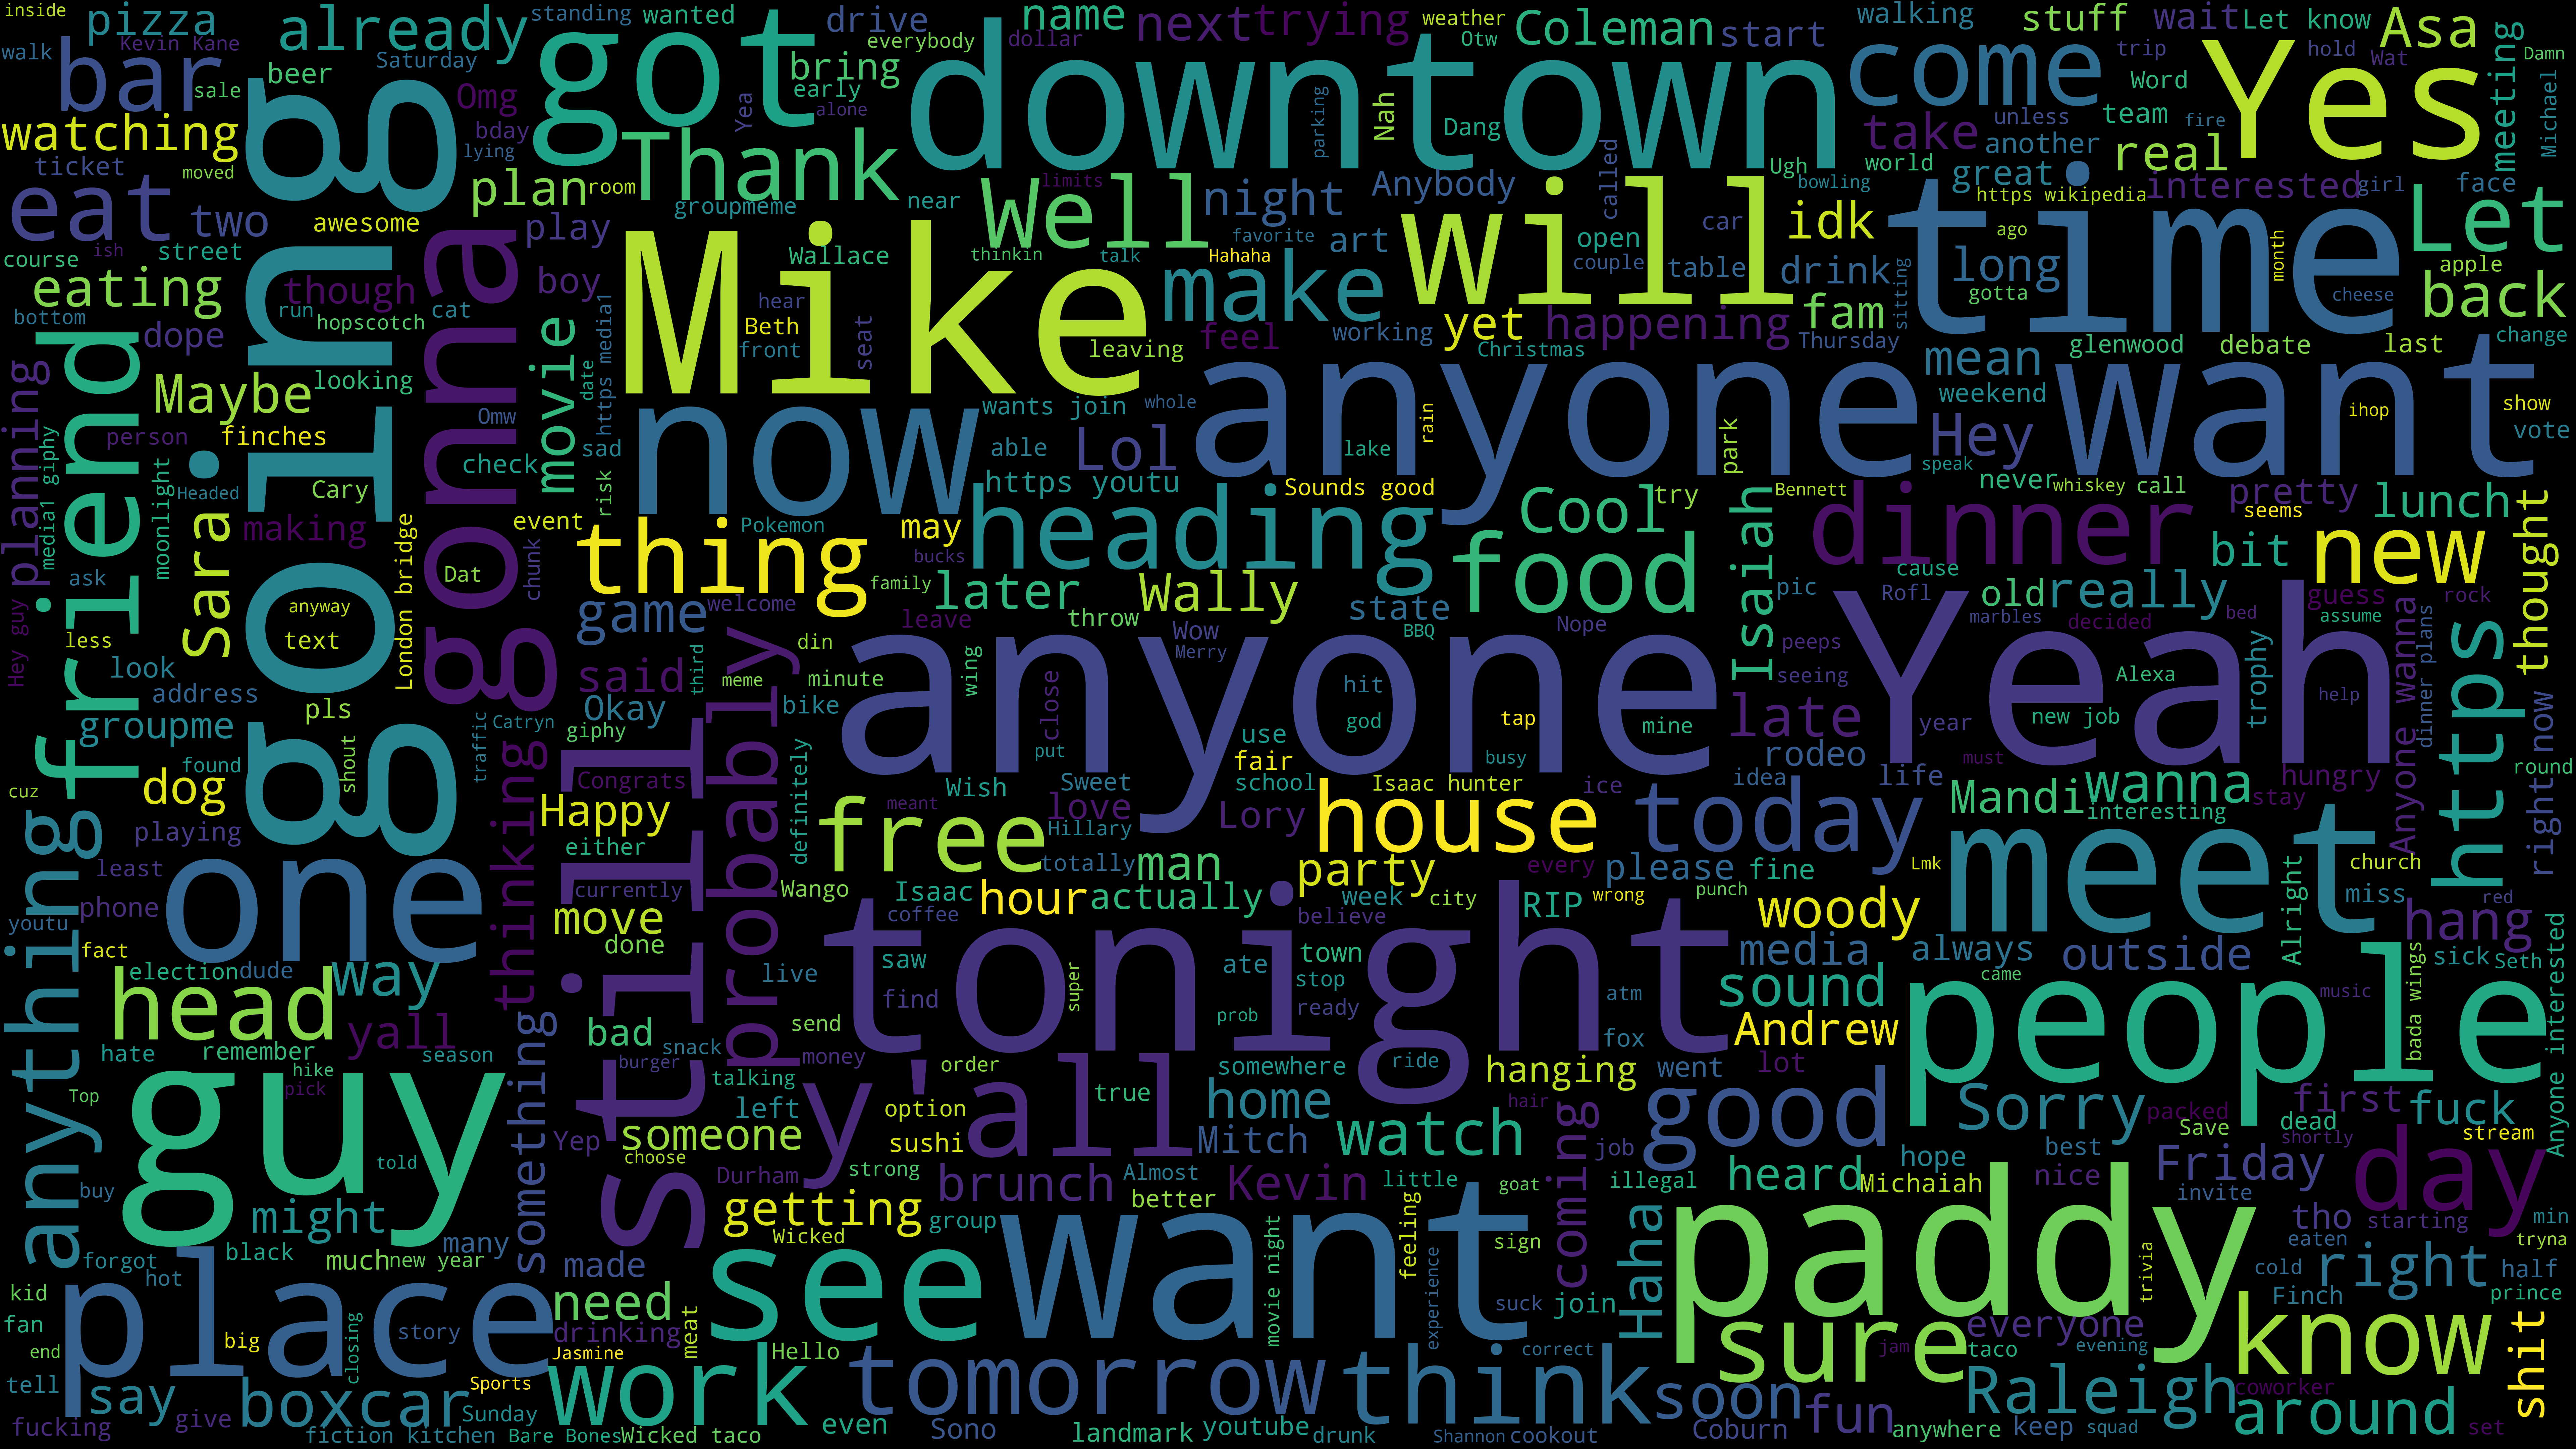 inside
pizza
already
standing
wanted
drive
name
next
trying
weather
Otw
Coleman
start
walking
stuff
wait
Let know
Asa
walk
Kevin Kane
bar
beer
Saturday
got
everybody
dollar
downtown
come
trip
hold
Wat
Yes
meeting
Damn
sale
Omg
bring
early
alone
Yea
parking
Nah
Dang
Word
team
fire
Michael
watching
bday
lying
Thank
take
unless
another
real
ticket
moved
eat
two
awesome
plan
room
groupmeme
near
limits
Well
night
Anybody
called
Ugh
world
bowling
great
https wikipedia
interested
girl
face
Let
going
play
Wallace
favorite
art
will
car
idk
time
ago
month
course
ish
street
boy
Mike
thinkin
talk
Hahaha
make
open
couple
table
drink
sitting
long
gotta
apple
back
eating
though
run
hopscotch
cat
gonna
https media1
hear
Beth
front
seat
leaving
feel
working
yet
happening
fam
Thursday
cheese
change
bottom
dope
movie
date
Christmas
mean
glenwood
debate
last
friend
Maybe
looking
Omw
now
wants join
whole
anyone
weekend
want
ihop
show
vote
planning
person
finches
check
sad
able
Lol
rain
lake
park
Hey
speak
media1 giphy
moonlight
Headed
Sara
Cary
risk
https youtu
Sounds good
Cool
try
Isaiah
Bennett
never
whiskey
call
pretty
seems
lunch
thought
making
London bridge
event
Pokemon
may
heading
food
dinner
bit
new
ask
Dat
chunk
thing
bucks
family
later
Wally
state
cause
Rofl
old
really
guess
rock
Hey guy
anyway
less
text
game
welcome
leave
throw
BBQ
Nope
pic
marbles
decided
bed
assume
look
said
third
probably
din
wing
Wow
Merry
peeps
seeing
Yeah
Alexa
trophy
Anyone wanna
dinner plans
https
address
groupme
pls
traffic
Catryn
Okay
meme
minute
bike
anyone
close
hit
god
tap
mine
late
year
new job
help
right now
found
shout
giphy
thinking
Congrats
definitely
put
use
fair
busy
rodeo
must
round
cuz
dog
Happy
still
Wish
Sweet
school
Isaac hunter
ice
idea
life
Mandi
wanna
hungry
stay
anything
playing
either
free
meant
love
Hillary
Lory
house
today
interesting
least
one
currently
totally
man
party
every
please
fine
Lmk
meet
church
phone
move
Wango
Isaac
coffee
hour
actually
week
city
RIP
wrong
punch
woody
Alright
miss
red
youtu
fact
done
tonight
believe
media
always
outside
hang
election
dude
way
live
saw
town
ate
stop
sound
came
bada wings
sick
Seth
head
yall
something
bad
find
super
prob
ready
atm
Andrew
people
music
Anyone interested
hate
remember
season
snack
send
fox
hike
pick
burger
money
order
somewhere
ride
hanging
went
lot
Top
guy
talking
y'all
true
home
hair
good
Sorry
packed
first
fuck
left
option
Yep
someone
sushi
Mitch
watch
coming
job
best
Save
dead
shortly
stream
told
choose
Durham
strong
brunch
Almost
Kevin
little
goat
illegal
heard
hope
Michaiah
nice
Friday
day
buy
might
getting
group
better
feeling
Haha
paddy
invite
tho
starting
min
tryna
forgot
black
much
new year
many
made
Wicked
see
movie night
want
sign
trivia
eaten
hot
place
need
experience
cold
right
half
kid
fan
big
closing
story
drinking
meat
suck
join
Finch
prince
end
Jasmine
Hello
correct
sure
everyone
know
shit
jam
taco
evening
tell
say
boxcar
Sports
work
tomorrow
think
soon
Raleigh
coworker
fucking
give
Sunday
fiction kitchen
Bare Bones
Wicked taco
even
Sono
landmark
youtube
drunk
Shannon
cookout
Coburn
fun
anywhere
keep
squad
around
set